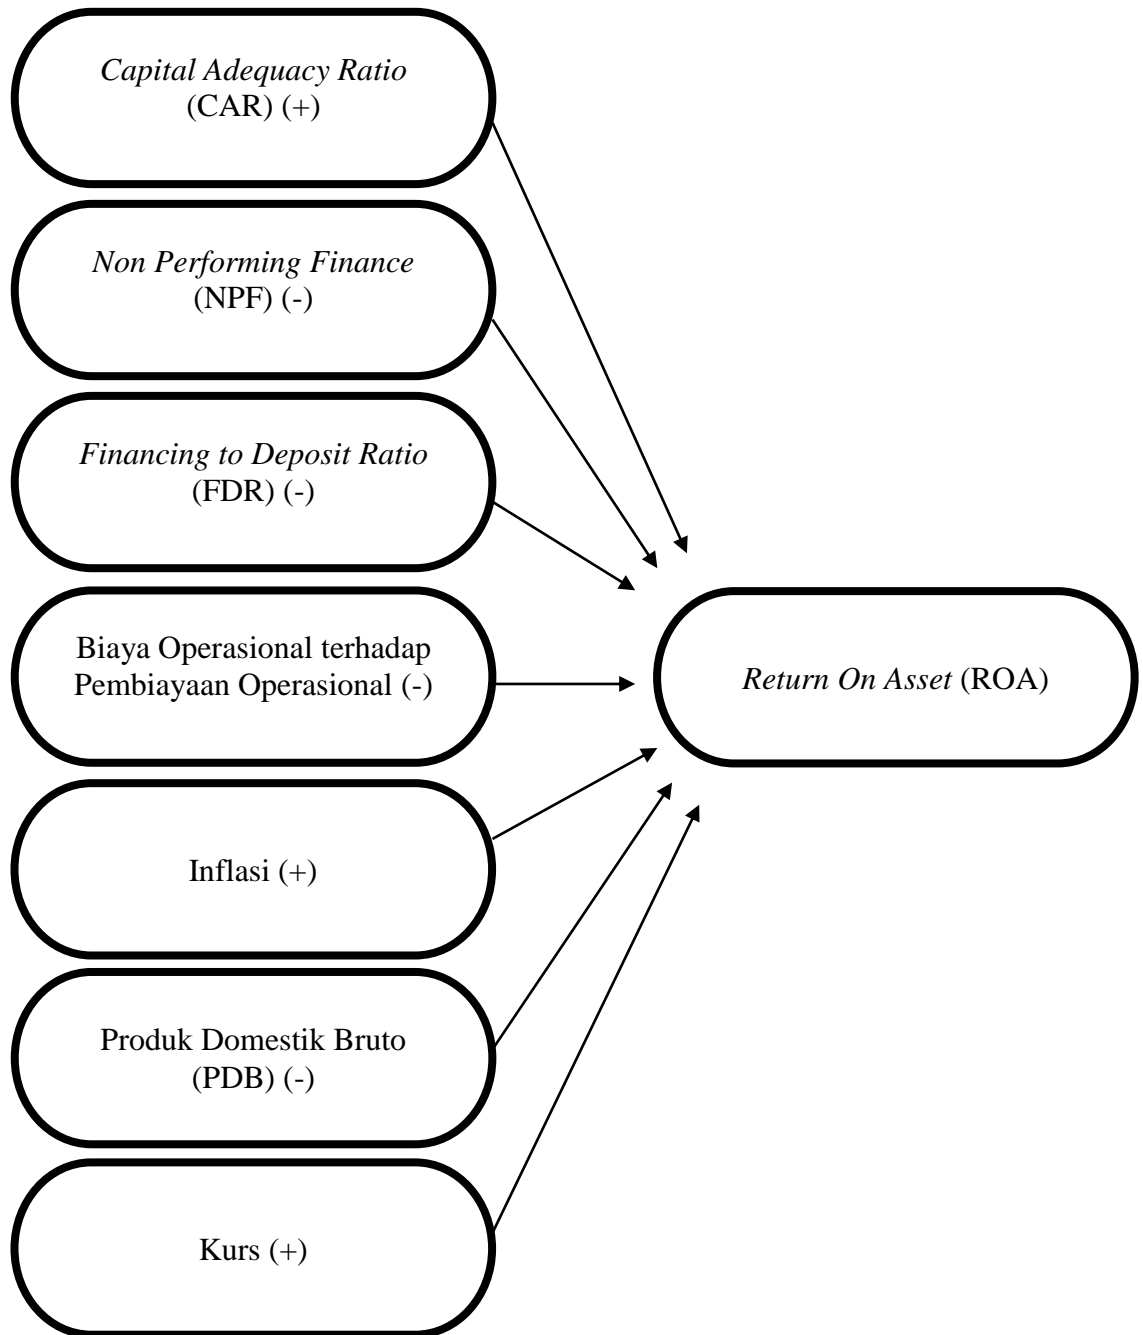 Capital Adequacy Ratio
(CAR) (+)
Non Performing Finance
(NPF) (-)
Financing to Deposit Ratio
(FDR) (-)
Biaya Operasional terhadap
Pembiayaan Operasional (-)
Return On Asset (ROA)
Inflasi (+)
Produk Domestik Bruto
(PDB) (-)
Kurs (+)